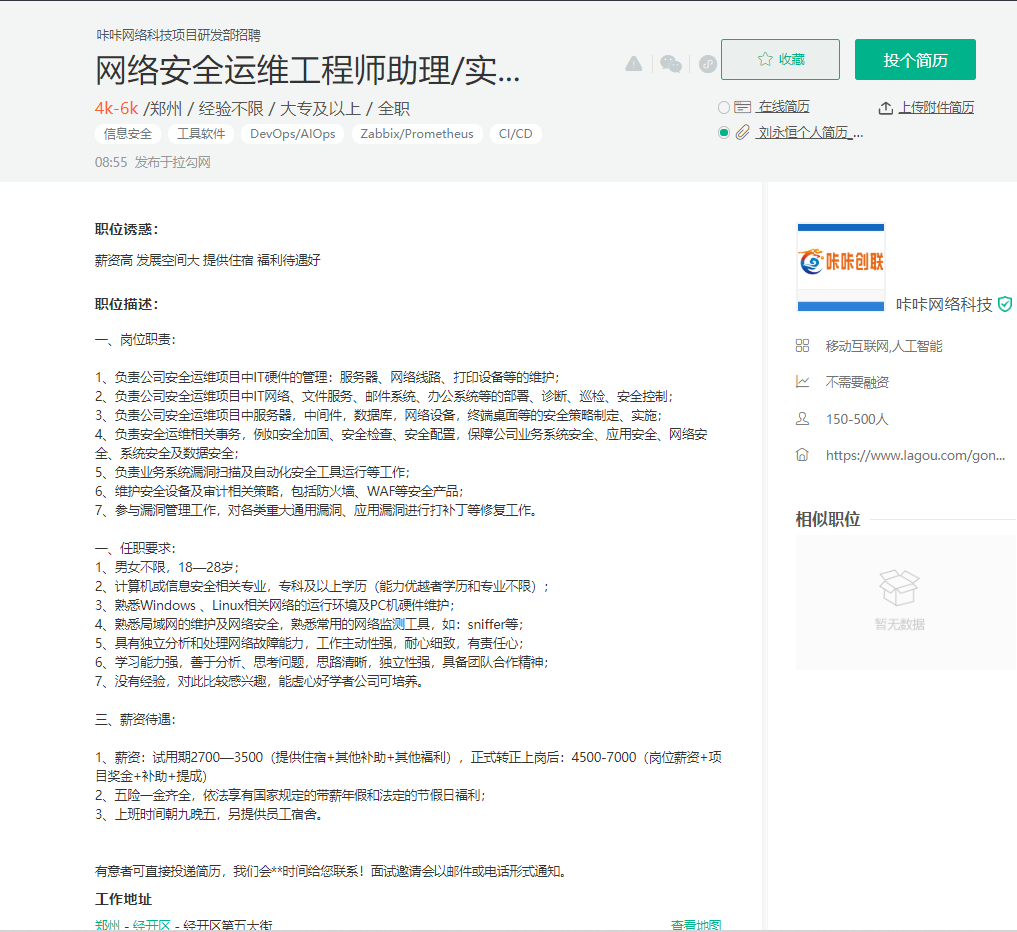 咔咔网络科技项目研发部招聘
网络安全运维工程师助理/实...
收藏
投个简历
4k-6k /郑州 / 经验不限 / 大专及以上 / 全职
在线简历
上传附件简历
信息安全 工具软件 DevOps/AIOps Zabbix/Prometheus CI/CD
刘永恒个人简历_...
08:55 发布于拉勾网
职位诱惑：
薪资高 发展空间大 提供住宿 福利待遇好
职位描述：
一、岗位职责：
1、负责公司安全运维项目中IT硬件的管理：服务器、网络线路、打印设备等的维护；
2、负责公司安全运维项目中IT网络、文件服务、邮件系统、办公系统等的部署、诊断、巡检、安全控制；
3、负责公司安全运维项目中服务器，中间件，数据库，网络设备，终端桌面等的安全策略制定、实施；
4、负责安全运维相关事务，例如安全加固、安全检查、安全配置，保障公司业务系统安全、应用安全、网络安
全、系统安全及数据安全；
5、负责业务系统漏洞扫描及自动化安全工具运行等工作；
6、维护安全设备及审计相关策略，包括防火墙、WAF等安全产品；
7、参与漏洞管理工作，对各类重大通用漏洞、应用漏洞进行打补丁等修复工作。
一、任职要求：
1、男女不限，18—28岁；
2、计算机或信息安全相关专业，专科及以上学历（能力优越者学历和专业不限）；
3、熟悉Windows 、Linux相关网络的运行环境及PC机硬件维护；
4、熟悉局域网的维护及网络安全，熟悉常用的网络监测工具，如：sniffer等；
5、具有独立分析和处理网络故障能力，工作主动性强，耐心细致，有责任心；
6、学习能力强，善于分析、思考问题，思路清晰，独立性强，具备团队合作精神；
7、没有经验，对此比较感兴趣，能虚心好学者公司可培养。
三、薪资待遇：
1、薪资：试用期2700—3500（提供住宿+其他补助+其他福利），正式转正上岗后：4500-7000（岗位薪资+项
目奖金+补助+提成）
2、五险一金齐全，依法享有国家规定的带薪年假和法定的节假日福利；
3、上班时间朝九晚五，另提供员工宿舍。
有意者可直接投递简历，我们会**时间给您联系！面试邀请会以邮件或电话形式通知。
工作地址
郑州 - 经开区 - 经开区第五大街
查看地图
咔咔创联
咔咔网络科技
移动互联网,人工智能
不需要融资
150-500人
https://www.lagou.com/gon...
相似职位
暂无数据